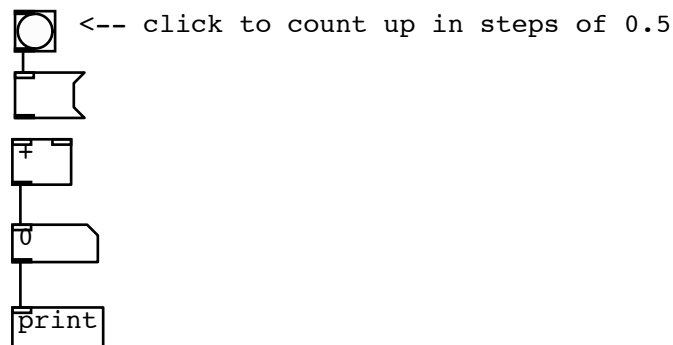 <-- click to count up in steps of 0.5
+
0
print